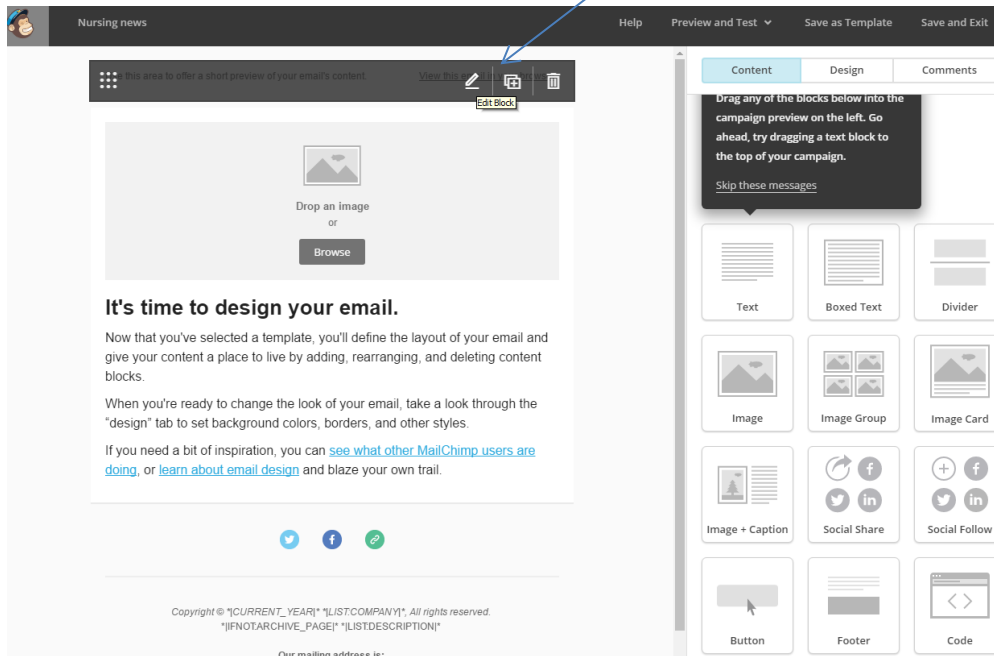 Nursing news
Help
Preview and Test
Save as Template
Save and Exit
this area to offer a short preview of your email's content.
View this email in your browser
Edit Block
Drop an image
or
Browse
It's time to design your email.
Now that you've selected a template, you'll define the layout of your email and
give your content a place to live by adding, rearranging, and deleting content
blocks.
When you're ready to change the look of your email, take a look through the
“design” tab to set background colors, borders, and other styles.
If you need a bit of inspiration, you can see what other MailChimp users are
doing, or learn about email design and blaze your own trail.
Copyright © *|CURRENT_YEAR|* *|LIST:COMPANY|*, All rights reserved.
*|IFNOT:ARCHIVE_PAGE|* *|LIST:DESCRIPTION|*
Our mailing address is:
Content
Design
Comments
Drag any of the blocks below into the
campaign preview on the left. Go
ahead, try dragging a text block to
the top of your campaign.
Skip these messages
Text
Boxed Text
Divider
Image
Image Group
Image Card
Image + Caption
Social Share
Social Follow
Button
Footer
Code